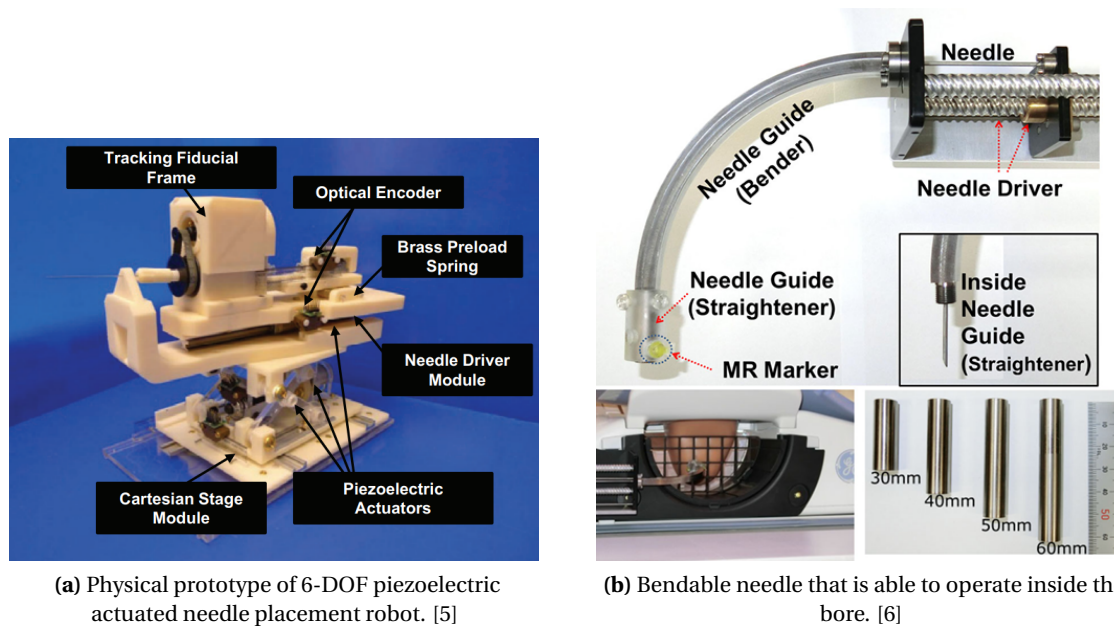 Tracking Fiducial
Frame
Optical Encoder
Brass Preload
Spring
Needle Driver
Module
Piezoelectric
Actuators
Cartesian Stage
Module
(a) Physical prototype of 6-DOF piezoelectric
actuated needle placement robot. [5]
Needle
Needle Guide
(Bender)
Needle Driver
Needle Guide
(Straightener)
MR Marker
Inside
Needle
Guide
(Straightener)
30mm
40mm
50mm
60mm
(b) Bendable needle that is able to operate inside th
bore. [6]